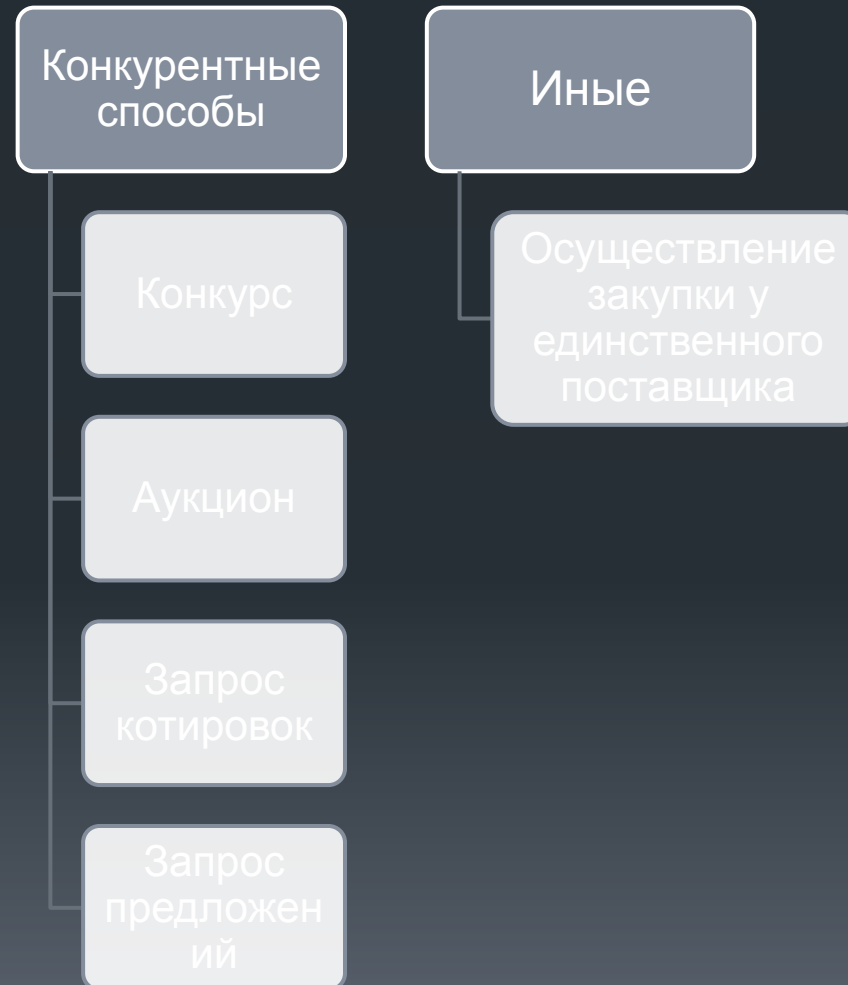 Конкурентные
способы
Конкурс
Аукцион
Запрос
котировок
Запрос
предложен
ий
Иные
Осуществление
закупки у
единственного
поставщика